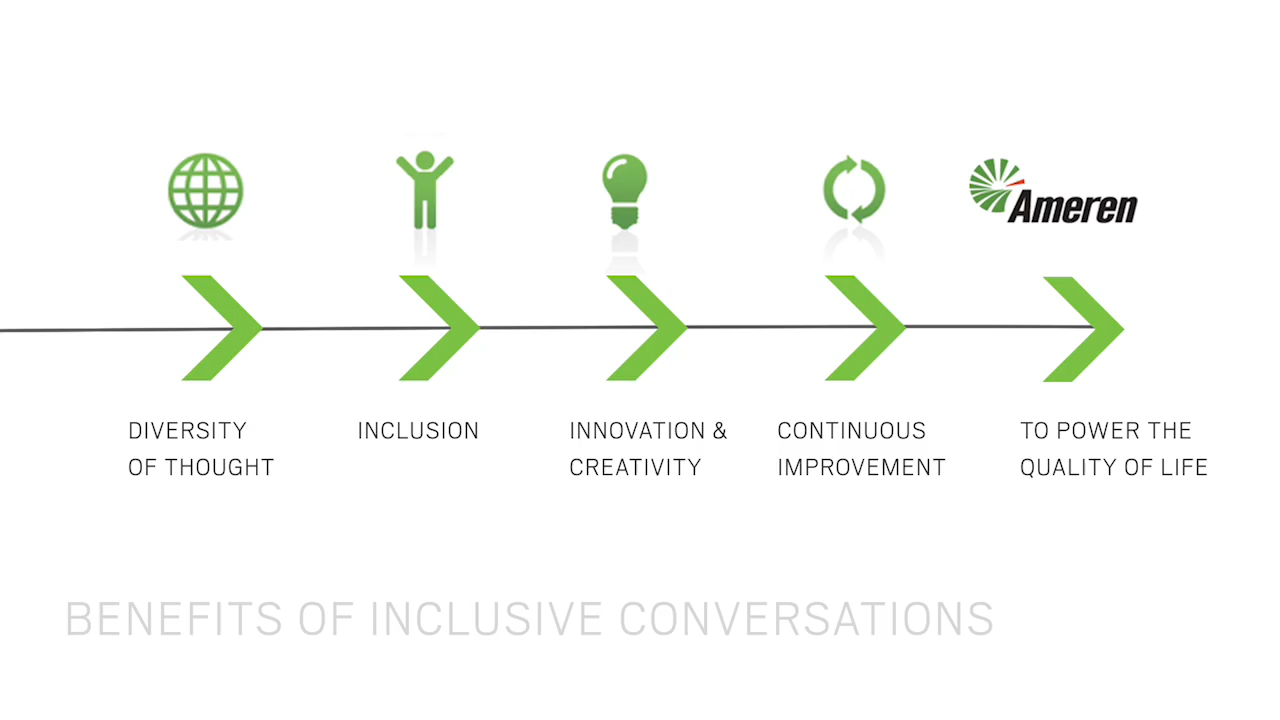 Ameren
DIVERSITY
OF THOUGHT
INCLUSION
INNOVATION &
CREATIVITY
CONTINUOUS
IMPROVEMENT
TO POWER THE
QUALITY OF LIFE
BENEFITS OF INCLUSIVE CONVERSATIONS